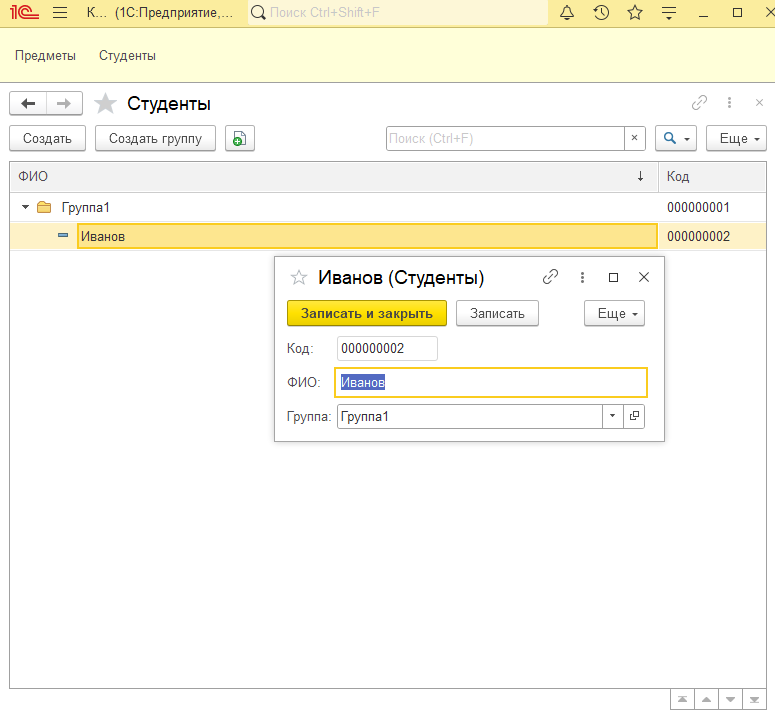 1С К... (1С:Предприятие,... Поиск Ctrl+Shift+F
Предметы Студенты
Студенты
Создать Создать группу Поиск (Ctrl+F) × Еще
ФИО ↓ Код
Группа1 000000001
Иванов 000000002
Иванов (Студенты)
Записать и закрыть Записать Еще
Код: 000000002
ФИО: Иванов
Группа: Группа1